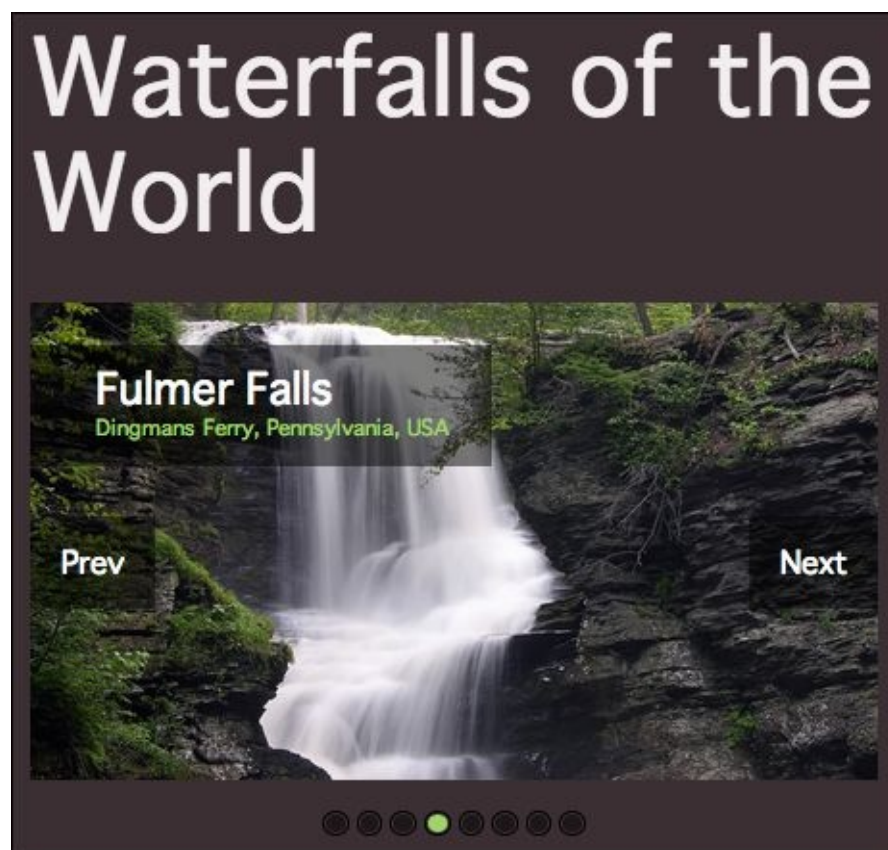 Waterfalls of the
World
Fulmer Falls
Dingmans Ferry, Pennsylvania, USA
Prev
Next